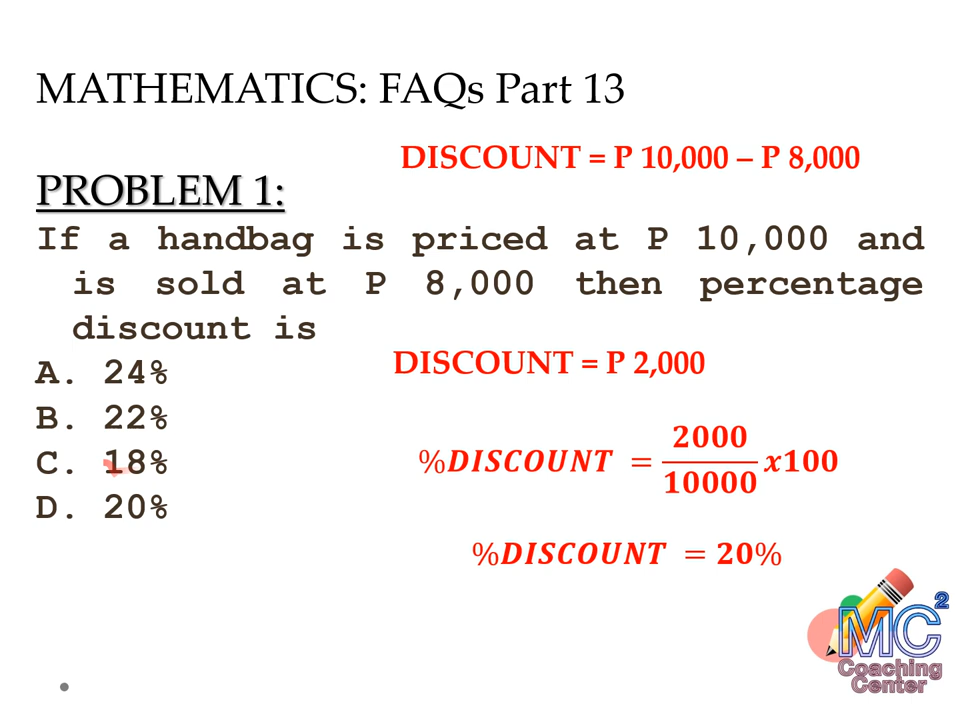 MATHEMATICS: FAQs Part 13
DISCOUNT = P 10,000 – P 8,000
PROBLEM 1:
If a handbag is priced at P 10,000 and
is sold at P 8,000 then percentage
discount is
A. 24%
DISCOUNT = P 2,000
B. 22%
C. 18%
%DISCOUNT = 2000/10000 x100
D. 20%
%DISCOUNT = 20%
MC2
Coaching
Center